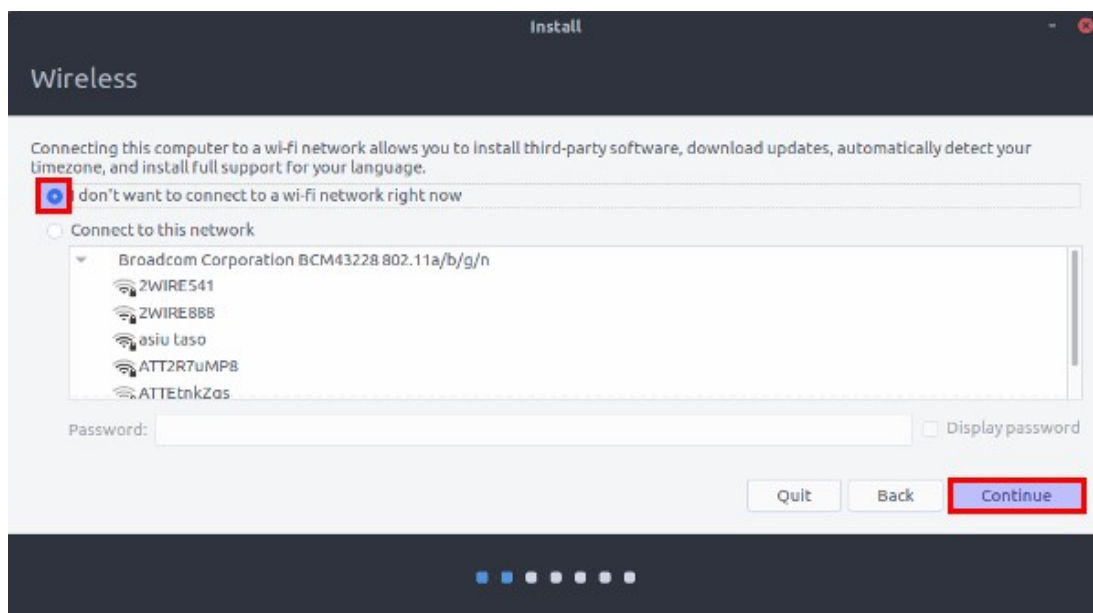 Install
Wireless
Connecting this computer to a wi-fi network allows you to install third-party software, download updates, automatically detect your
timezone, and install full support for your language.
I don't want to connect to a wi-fi network right now
Connect to this network
Broadcom Corporation BCM43228 802.11a/b/g/n
2WIRE541
2WIRE888
asiu taso
ATT2R7uMP8
ATTEtnkZgs
Password:
Display password
Quit Back Continue